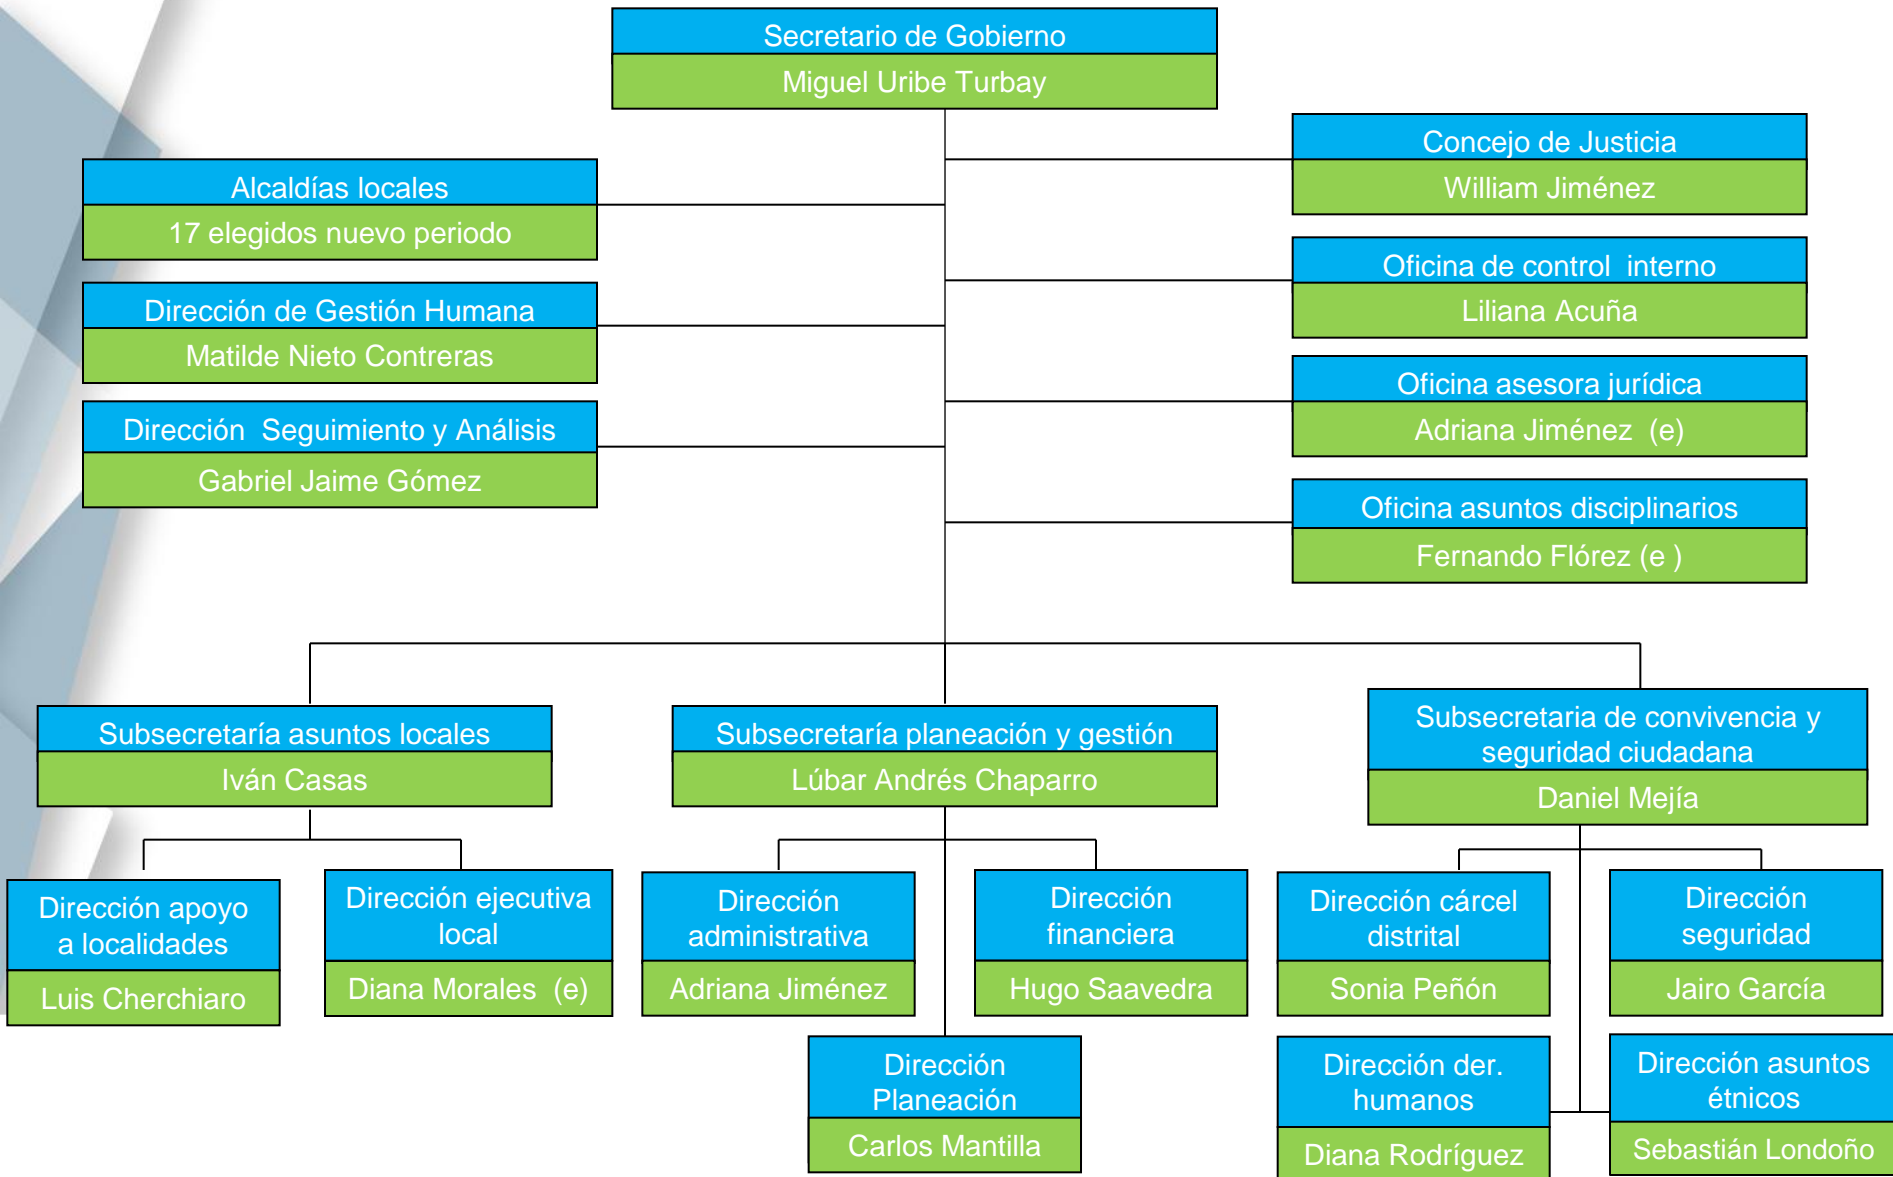 Secretario de Gobierno
Miguel Uribe Turbay
Concejo de Justicia
William Jiménez
Alcaldías locales
17 elegidos nuevo periodo
Oficina de control  interno
Liliana Acuña
Dirección de Gestión Humana
Matilde Nieto Contreras
Oficina asesora jurídica
Adriana Jiménez  (e)
Dirección  Seguimiento y Análisis
Gabriel Jaime Gómez
Oficina asuntos disciplinarios
Fernando Flórez (e )
Subsecretaría asuntos locales
Iván Casas
Subsecretaría planeación y gestión
Lúbar Andrés Chaparro
Subsecretaria de convivencia y
seguridad ciudadana
Daniel Mejía
Dirección apoyo
a localidades
Luis Cherchiaro
Dirección ejecutiva
local
Diana Morales  (e)
Dirección
administrativa
Adriana Jiménez
Dirección
financiera
Hugo Saavedra
Dirección cárcel
distrital
Sonia Peñón
Dirección
seguridad
Jairo García
Dirección
Planeación
Carlos Mantilla
Dirección der.
humanos
Diana Rodríguez
Dirección asuntos
étnicos
Sebastián Londoño